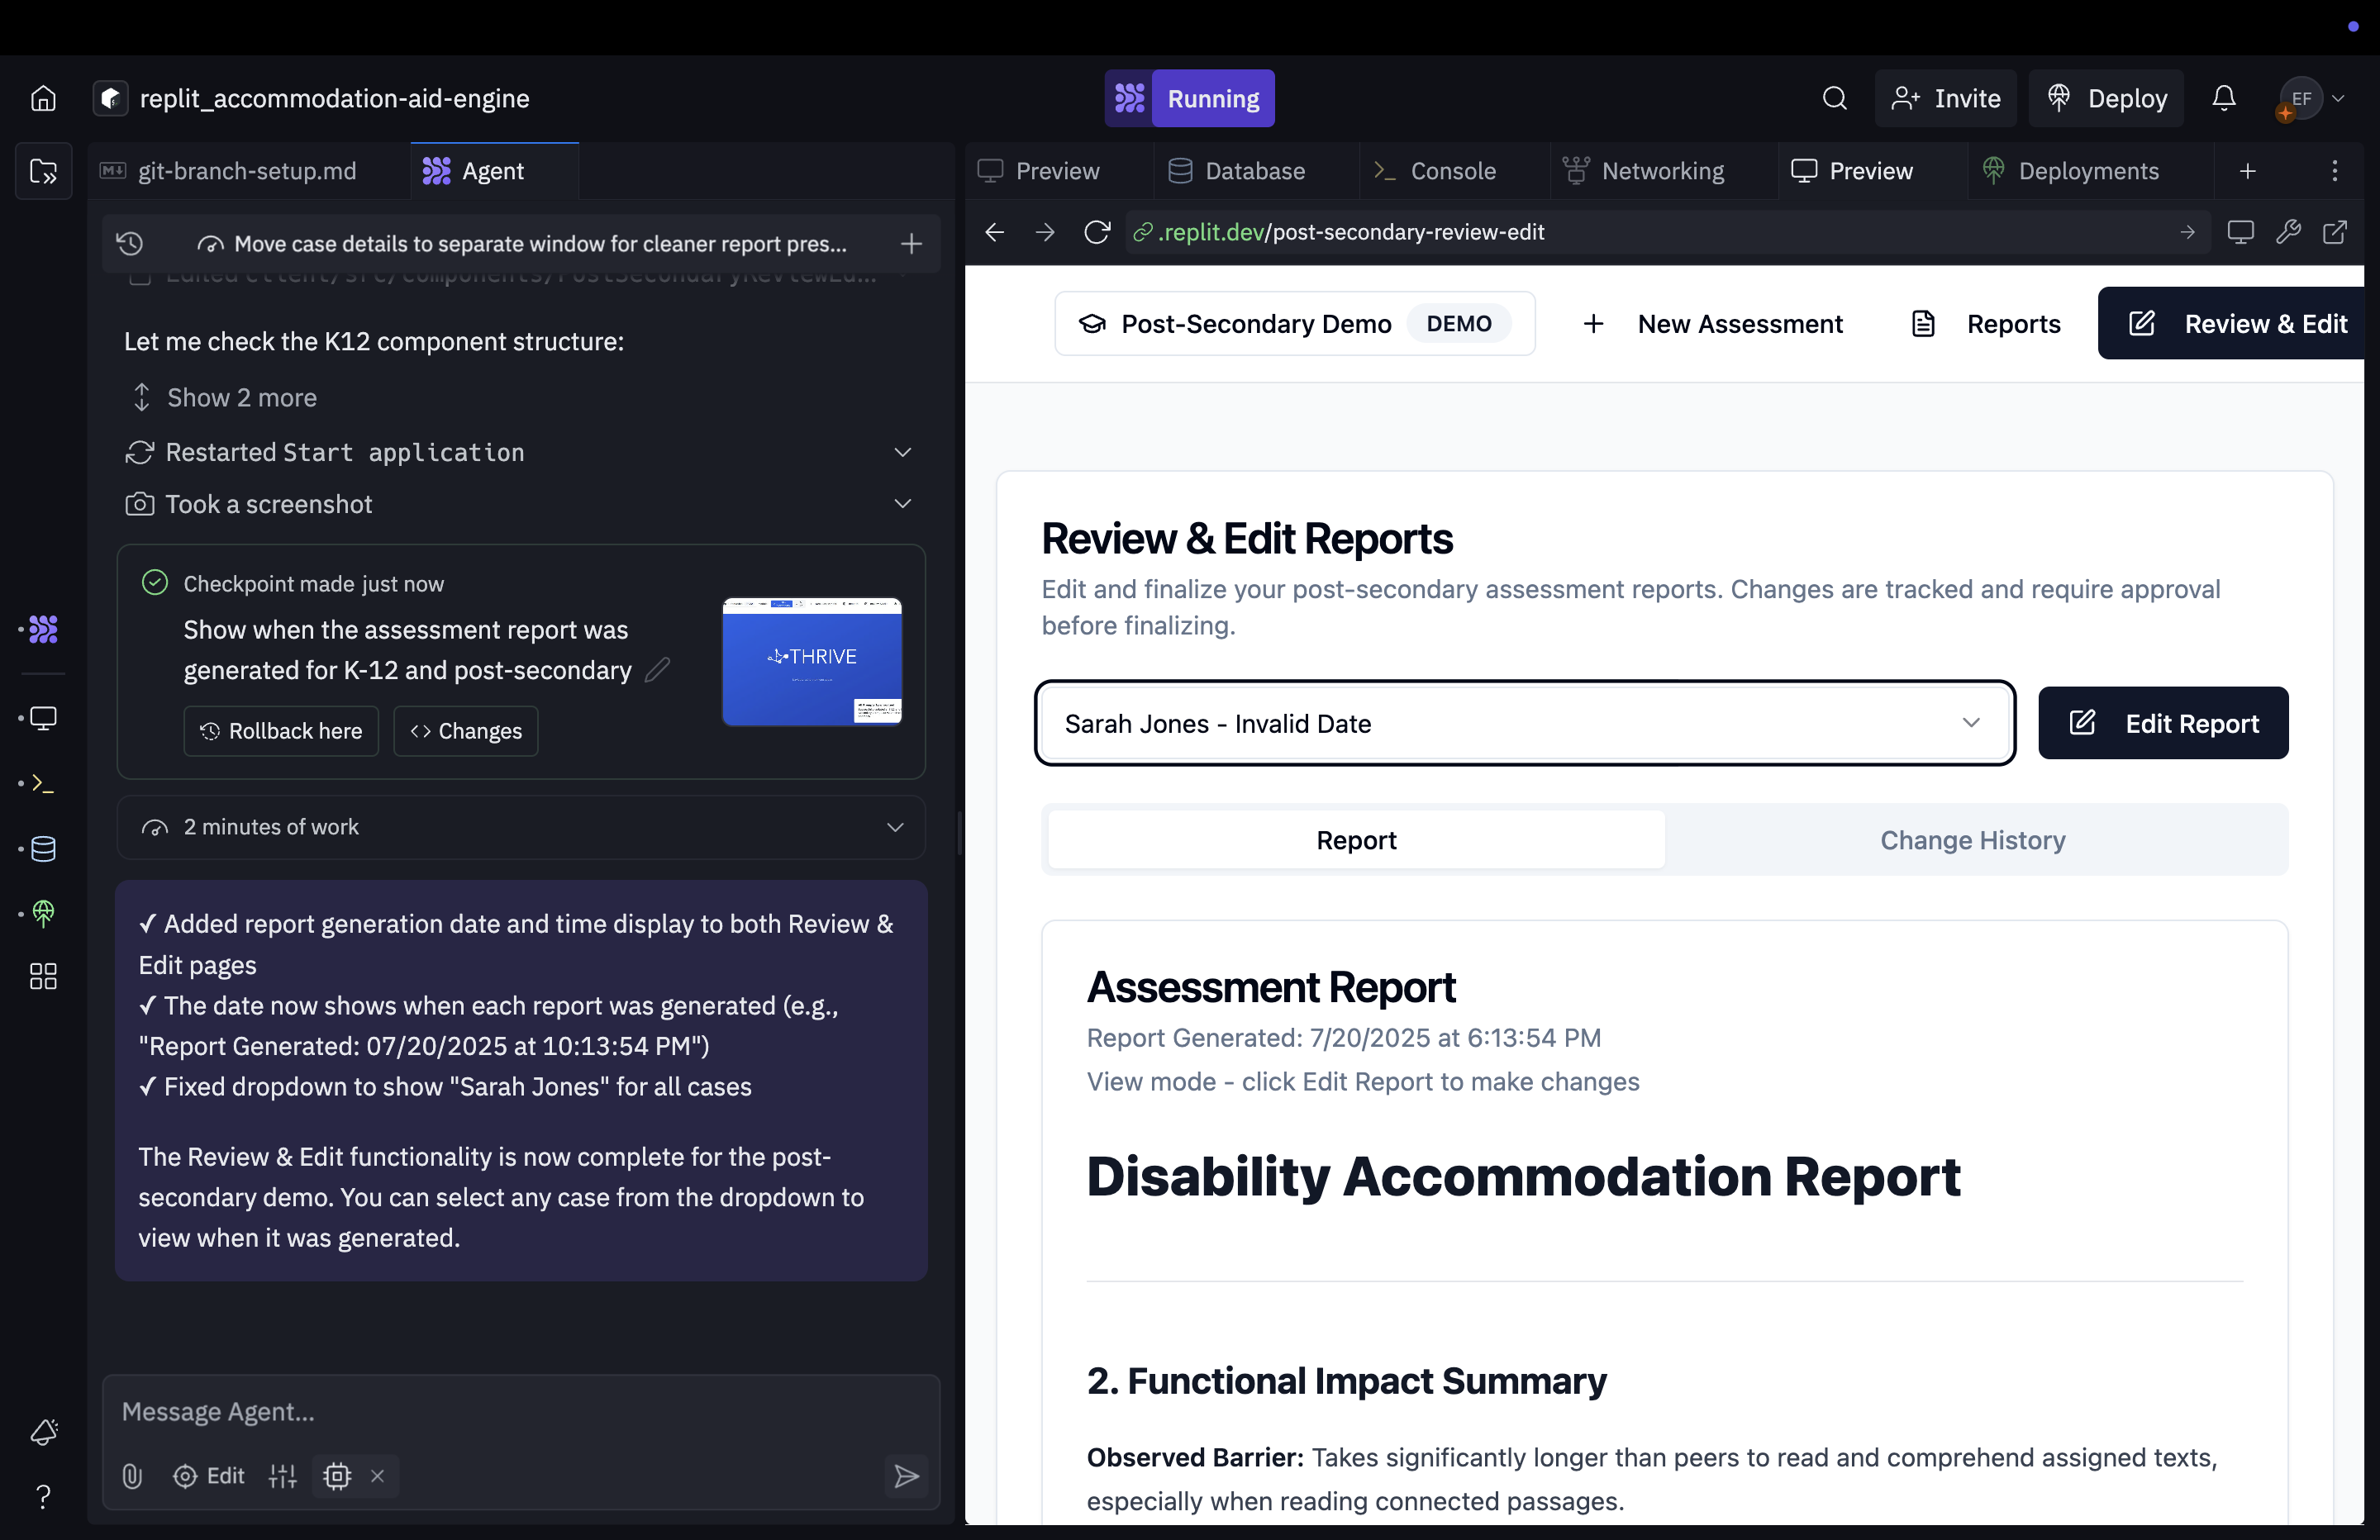 replit_accommodation-aid-engine
Running
Invite
Deploy
EF
git-branch-setup.md
Agent
Move case details to separate window for cleaner report pres...
Let me check the K12 component structure:
Show 2 more
Restarted Start application
Took a screenshot
Checkpoint made just now
Show when the assessment report was
generated for K-12 and post-secondary
THRIVE
Rollback here
Changes
2 minutes of work
✓ Added report generation date and time display to both Review &
Edit pages
✓ The date now shows when each report was generated (e.g.,
"Report Generated: 07/20/2025 at 10:13:54 PM")
✓ Fixed dropdown to show "Sarah Jones" for all cases
The Review & Edit functionality is now complete for the post-
secondary demo. You can select any case from the dropdown to
view when it was generated.
Message Agent...
Edit
Preview
Database
Console
Networking
Preview
Deployments
.replit.dev/post-secondary-review-edit
Post-Secondary Demo
DEMO
New Assessment
Reports
Review & Edit
Review & Edit Reports
Edit and finalize your post-secondary assessment reports. Changes are tracked and require approval
before finalizing.
Sarah Jones - Invalid Date
Edit Report
Report
Change History
Assessment Report
Report Generated: 7/20/2025 at 6:13:54 PM
View mode - click Edit Report to make changes
Disability Accommodation Report
2. Functional Impact Summary
Observed Barrier: Takes significantly longer than peers to read and comprehend assigned texts,
especially when reading connected passages.